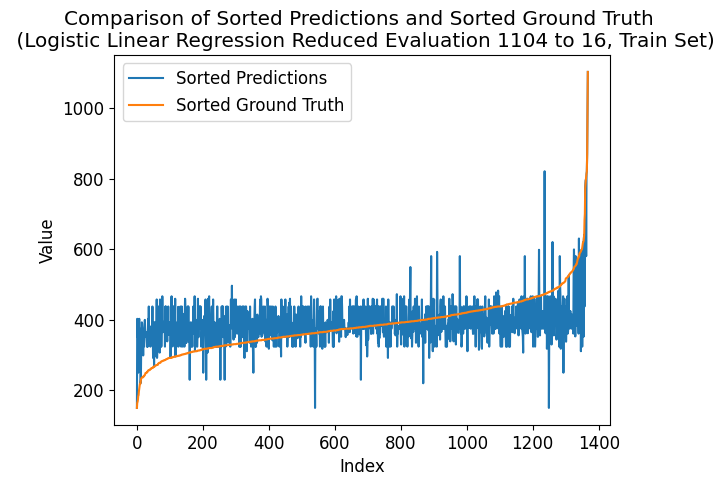 Comparison of Sorted Predictions and Sorted Ground Truth
(Logistic Linear Regression Reduced Evaluation 1104 to 16, Train Set)
Sorted Predictions
Sorted Ground Truth
1000
800
600
400
200
Value
0 200 400 600 800 1000 1200 1400
Index